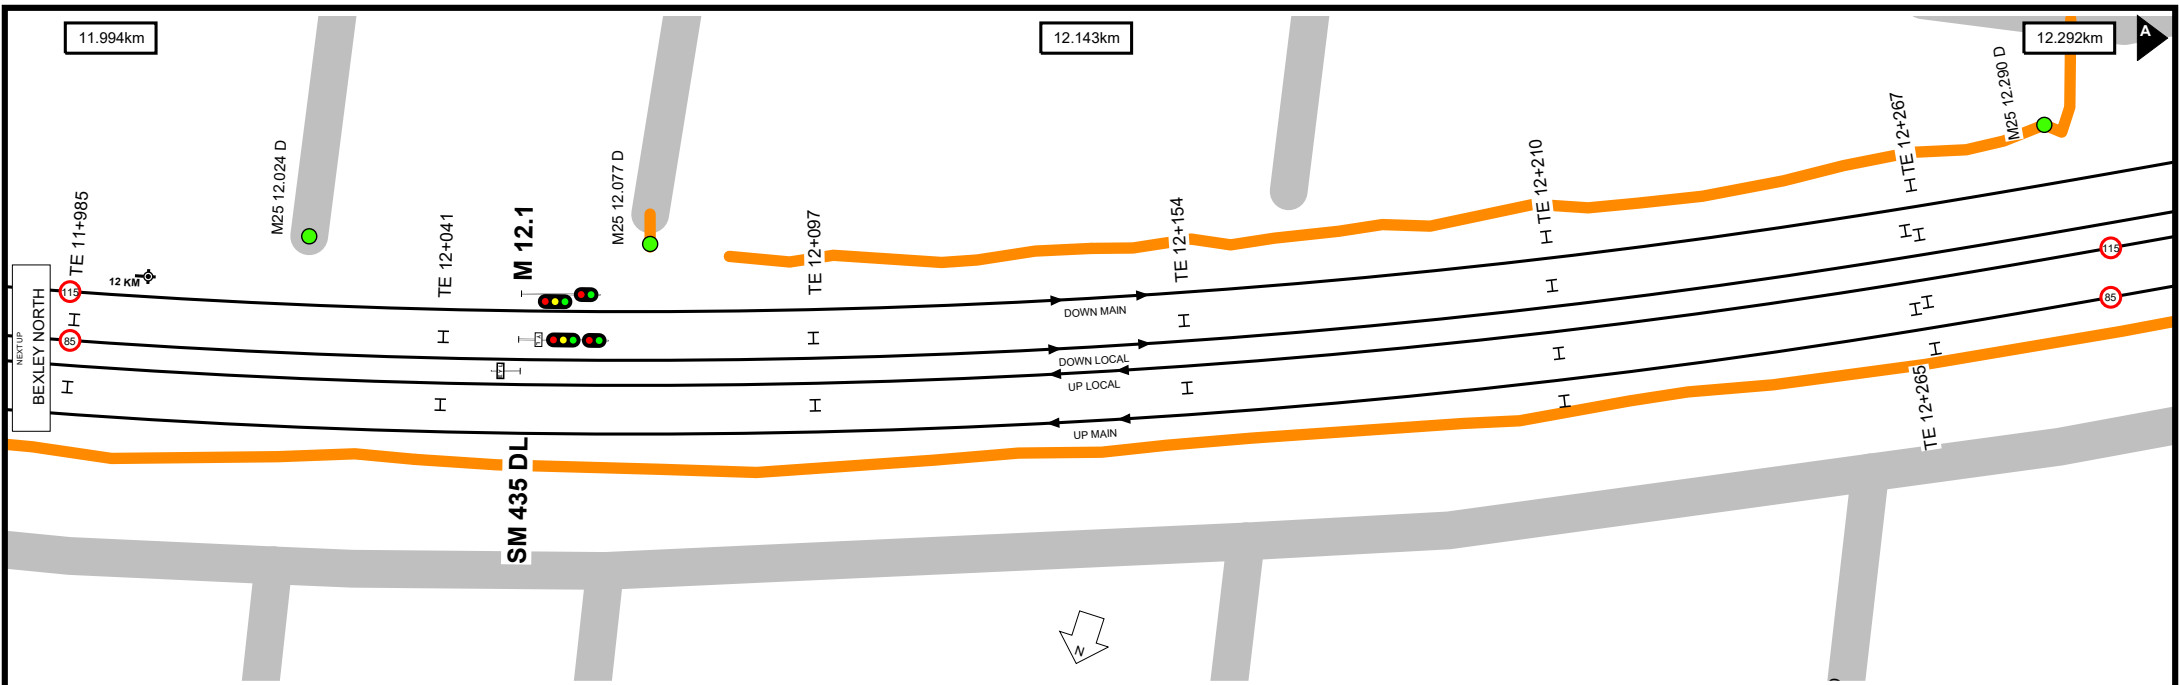 11.994km
12.143km
12.292km
A
M25 12.024 D
M25 12.077 D
M25 12.290 D
TE 11+985
TE 12+041
M 12.1
TE 12+097
TE 12+154
TE 12+210
TE 12+267
12 KM
115
85
115
85
NEXT UP
BEXLEY NORTH
DOWN MAIN
DOWN LOCAL
UP LOCAL
UP MAIN
SM 435 DL
TE 12+265
N